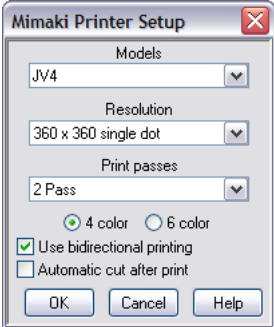 Mimaki Printer Setup
Models
JV4
Resolution
360 x 360 single dot
Print passes
2 Pass
4 color 6 color
Use bidirectional printing
Automatic cut after print
OK Cancel Help